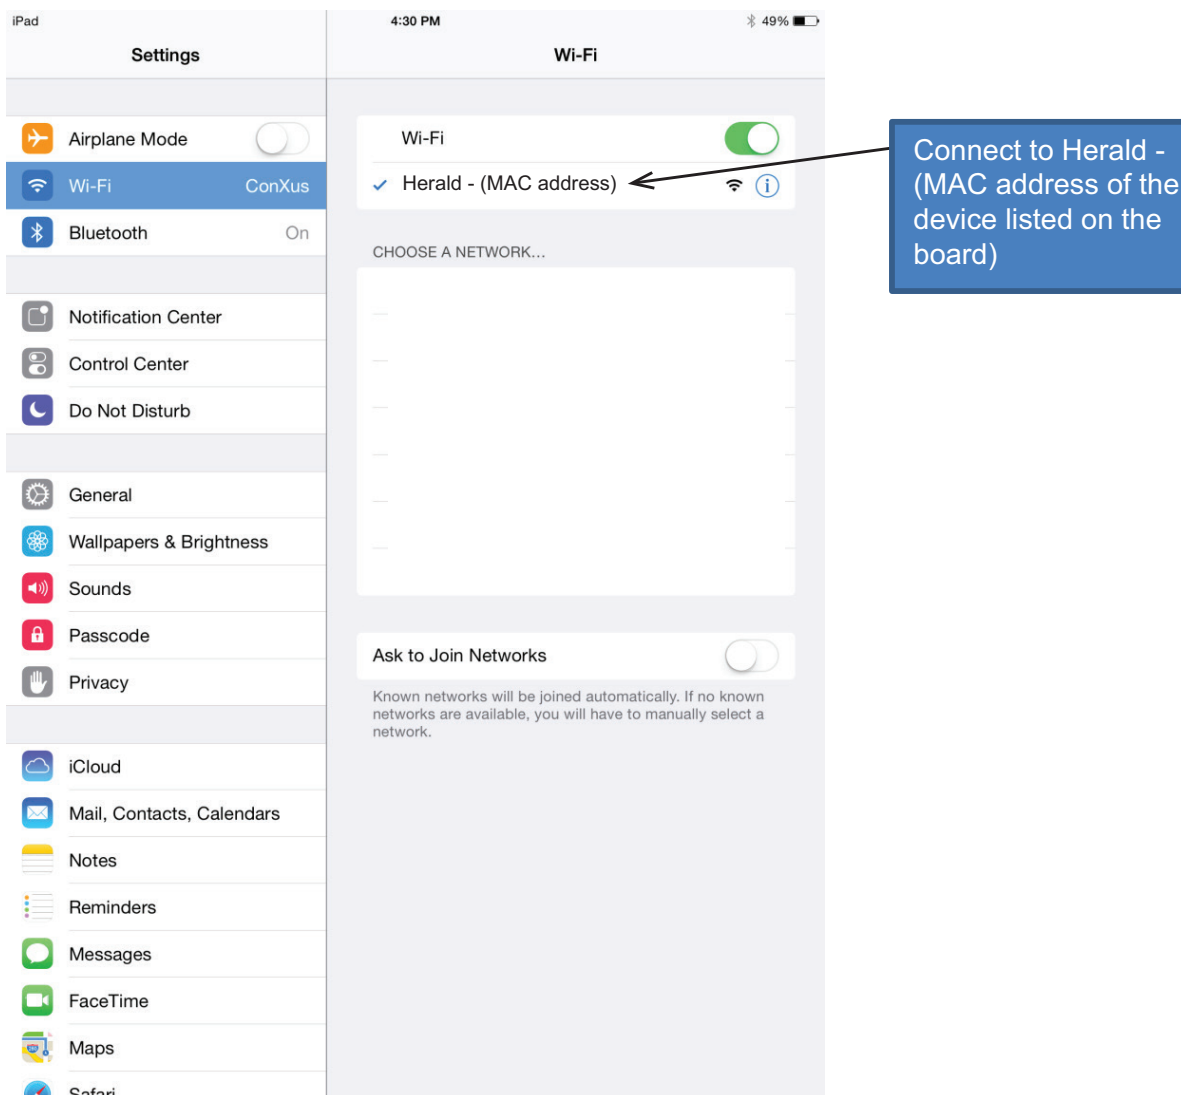 iPad
4:30 PM
49%
Settings
Wi-Fi
Airplane Mode
Wi-Fi ConXus
Bluetooth On
Notification Center
Control Center
Do Not Disturb
General
Wallpapers & Brightness
Sounds
Passcode
Privacy
iCloud
Mail, Contacts, Calendars
Notes
Reminders
Messages
FaceTime
Maps
Safari
Wi-Fi
Herald - (MAC address)
CHOOSE A NETWORK...
Ask to Join Networks
Known networks will be joined automatically. If no known
networks are available, you will have to manually select a
network.
Connect to Herald -
(MAC address of the
device listed on the
board)